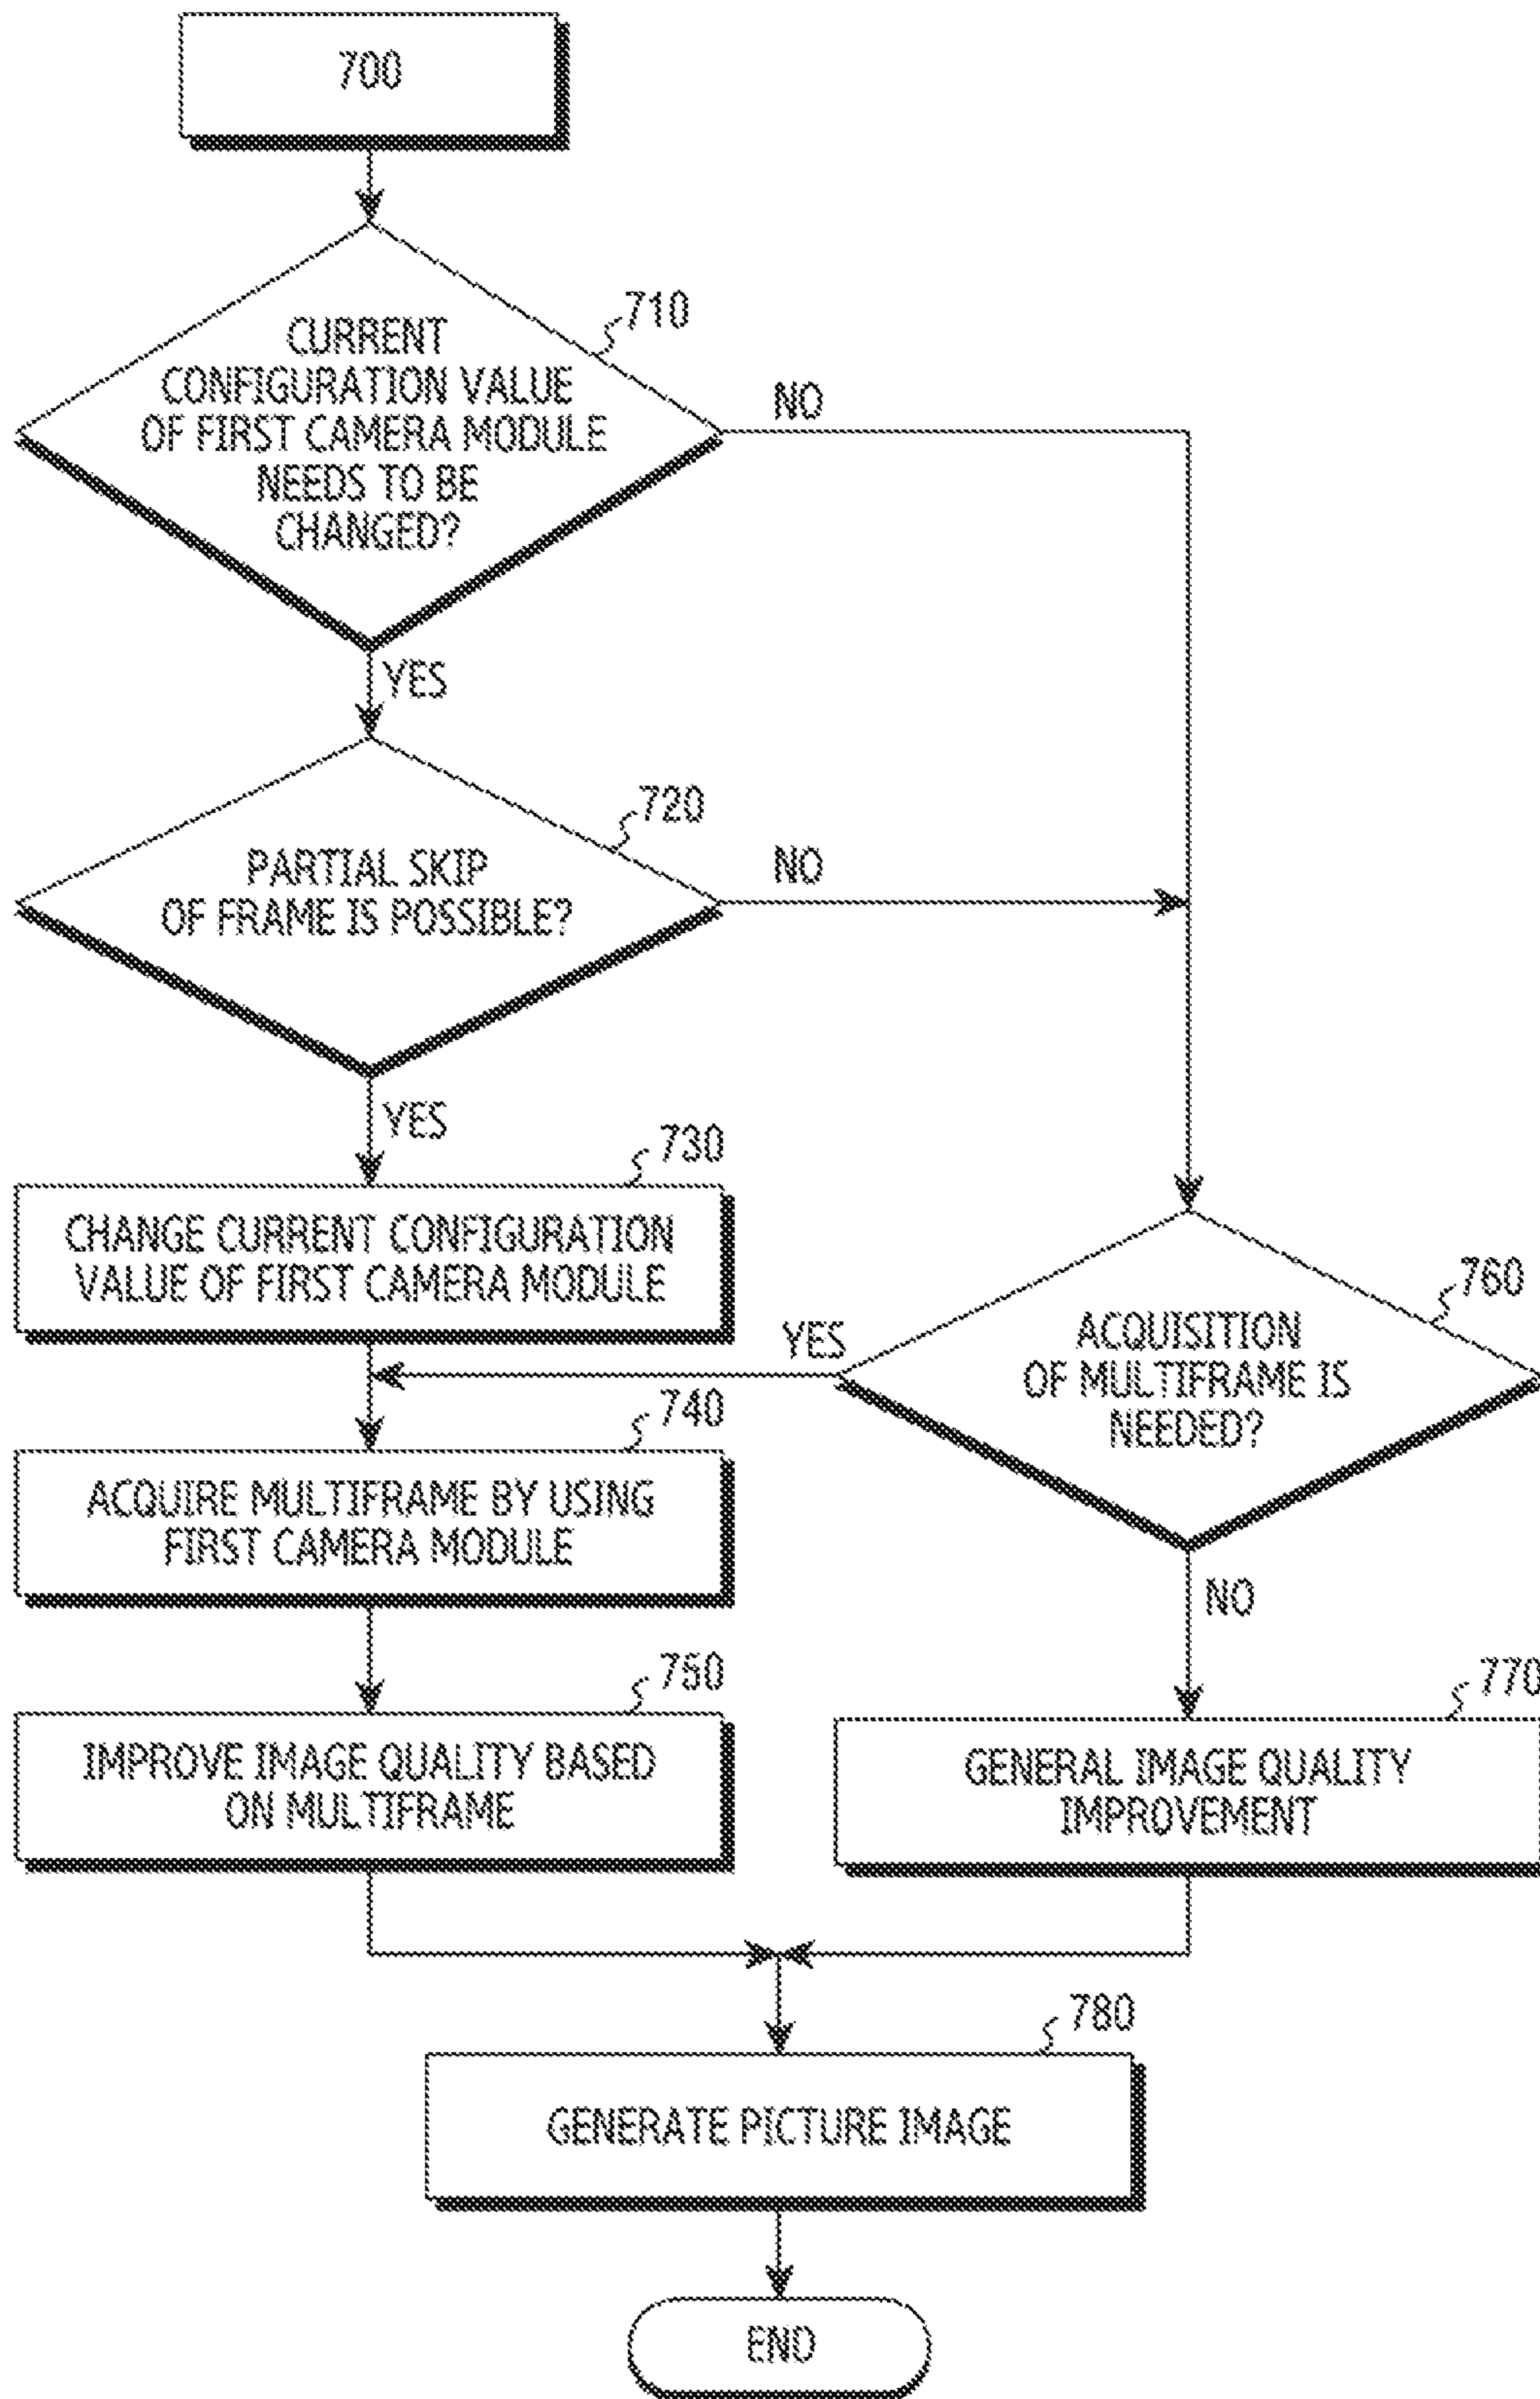 700
710
CURRENT
CONFIGURATION VALUE
OF FIRST CAMERA MODULE
NEEDS TO BE
CHANGED?
NO
YES
720
PARTIAL SKIP
OF FRAME IS POSSIBLE?
NO
YES
730
CHANGE CURRENT CONFIGURATION
VALUE OF FIRST CAMERA MODULE
760
ACQUISITION
OF MULTIFRAME IS
NEEDED?
YES
NO
740
ACQUIRE MULTIFRAME BY USING
FIRST CAMERA MODULE
750
IMPROVE IMAGE QUALITY BASED
ON MULTIFRAME
770
GENERAL IMAGE QUALITY
IMPROVEMENT
780
GENERATE PICTURE IMAGE
END